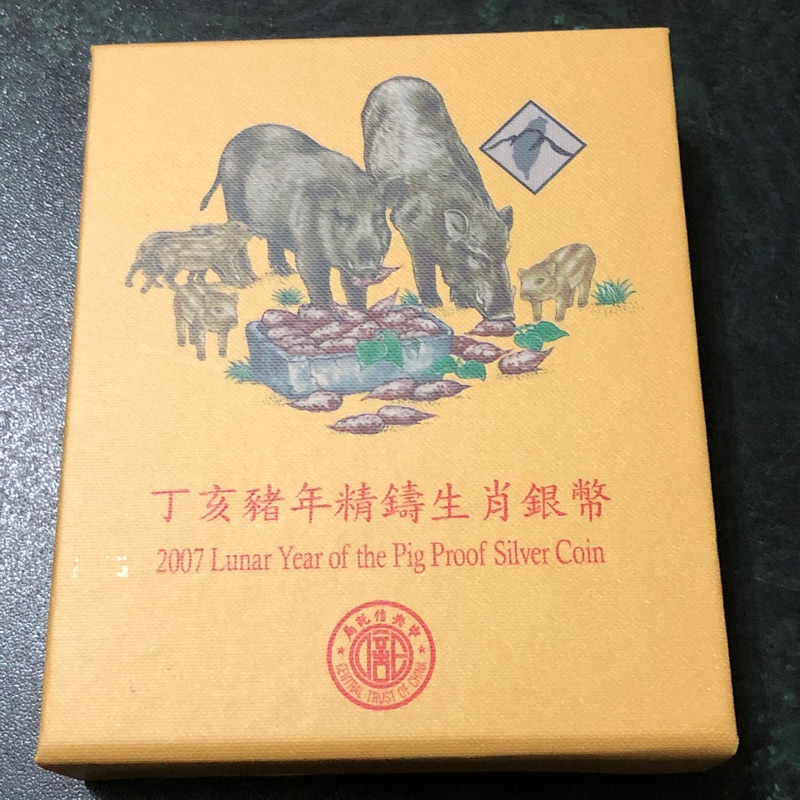 丁亥豬年精鑄生肖銀幣
2007 Lunar Year of the Pig Proof Silver Coin
中央信託局
CENTRAL TRUST OF CHINA